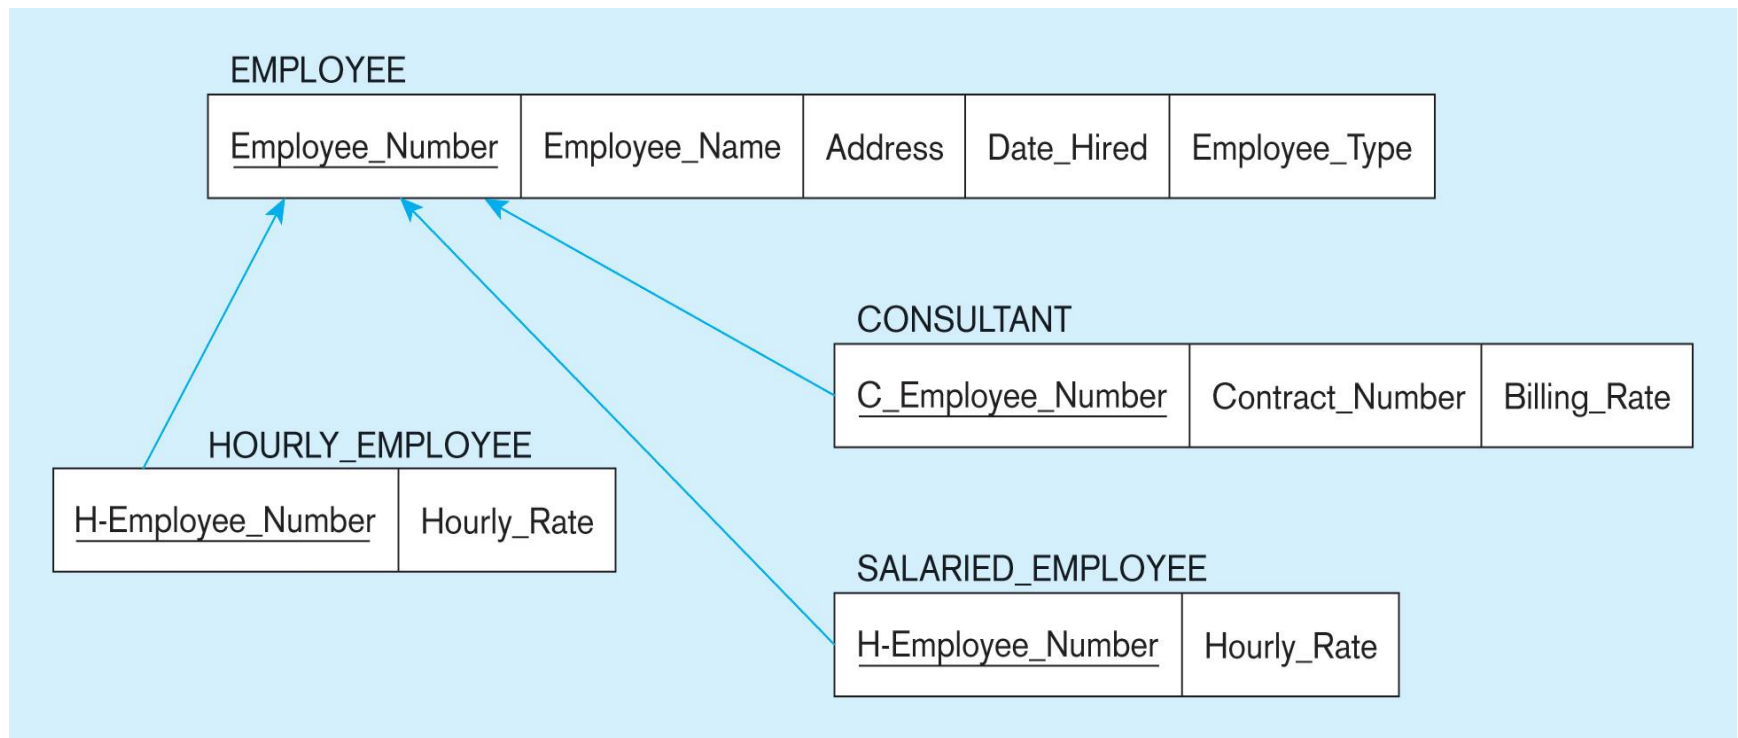 EMPLOYEE
Employee_Number Employee_Name Address Date_Hired Employee_Type
CONSULTANT
C_Employee_Number Contract_Number Billing_Rate
HOURLY_EMPLOYEE
H-Employee_Number Hourly_Rate
SALARIED_EMPLOYEE
H-Employee_Number Hourly_Rate